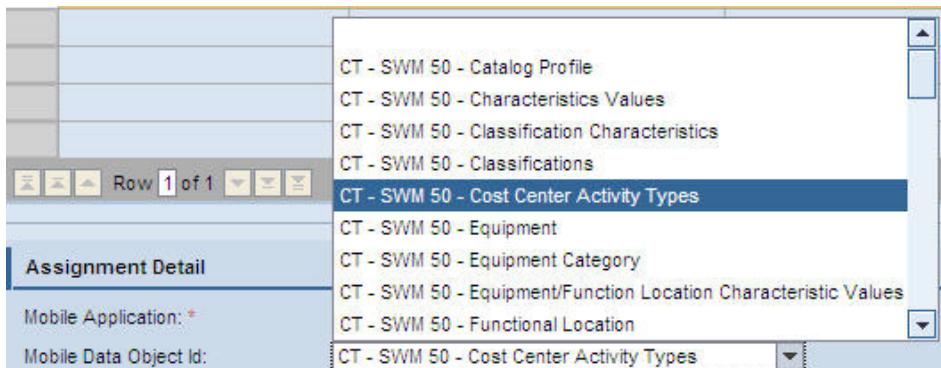 CT - SWM 50 - Catalog Profile
CT - SWM 50 - Characteristics Values
CT - SWM 50 - Classification Characteristics
CT - SWM 50 - Classifications
Row 1 of 1
CT - SWM 50 - Cost Center Activity Types
CT - SWM 50 - Equipment
CT - SWM 50 - Equipment Category
CT - SWM 50 - Equipment/Function Location Characteristic Values
CT - SWM 50 - Functional Location
Assignment Detail
Mobile Application: *
Mobile Data Object Id: CT - SWM 50 - Cost Center Activity Types